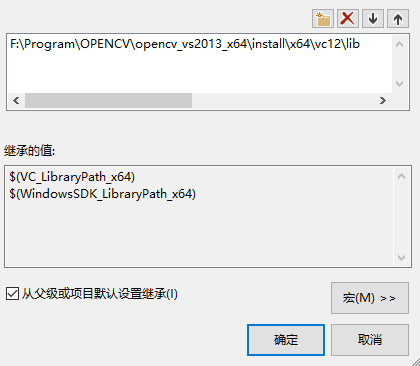 F:\Program\OPENCV\opencv_vs2013_x64\install\x64\vc12\lib
继承的值:
$(VC_LibraryPath_x64)
$(WindowsSDK_LibraryPath_x64)
从父级或项目默认设置继承(I)
宏(M) >>
确定
取消